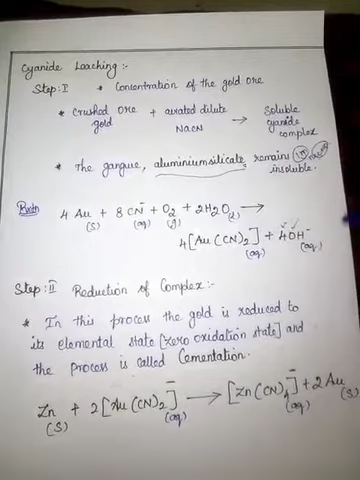 Cyanide Leaching :-
Step:I * Concentration of the gold ore
* Crushed ore + aerated dilute → Soluble
gold NaCN cyanide
complex
* The gangue, aluminiumsilicate, remains
insoluble.
Rxtn
4 Au + 8 CN⁻ + O₂ + 2H₂O(l) →
(s) (aq) (g)
4[Au(CN)₂]⁻ + 4OH⁻
(aq) (aq)
Step:II Reduction of Complex :-
* In this process the gold is reduced to
its elemental state [zero oxidation state] and
the process is called Cementation.
Zn + 2[Au(CN)₂]⁻ → [Zn(CN)₄]⁻ + 2Au
(s) (aq) (aq) (s)